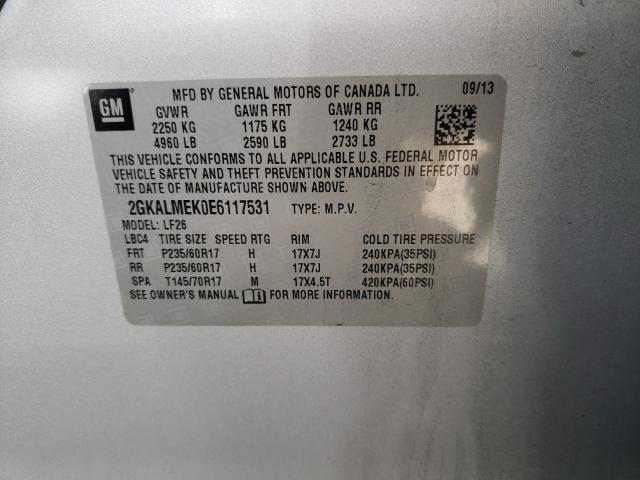 GM
MFD BY GENERAL MOTORS OF CANADA LTD. 09/13
GVWR GAWR FRT GAWR RR
2250 KG 1175 KG 1240 KG
4960 LB 2590 LB 2733 LB
THIS VEHICLE CONFORMS TO ALL APPLICABLE U.S. FEDERAL MOTOR
VEHICLE SAFETY AND THEFT PREVENTION STANDARDS IN EFFECT ON
THE DATE OF MANUFACTURE SHOWN ABOVE.
2GKALMEK0E6117531 TYPE: M.P.V.
MODEL: LF26
LBC4 TIRE SIZE SPEED RTG RIM COLD TIRE PRESSURE
FRT P235/60R17 H 17X7J 240KPA(35PSI)
RR P235/60R17 H 17X7J 240KPA(35PSI)
SPA T145/70R17 M 17X4.5T 420KPA(60PSI)
SEE OWNER'S MANUAL FOR MORE INFORMATION.